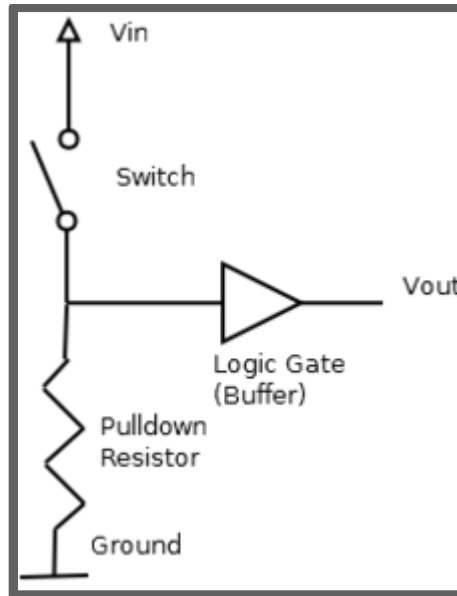 Vin
Switch
Vout
Logic Gate
(Buffer)
Pulldown
Resistor
Ground